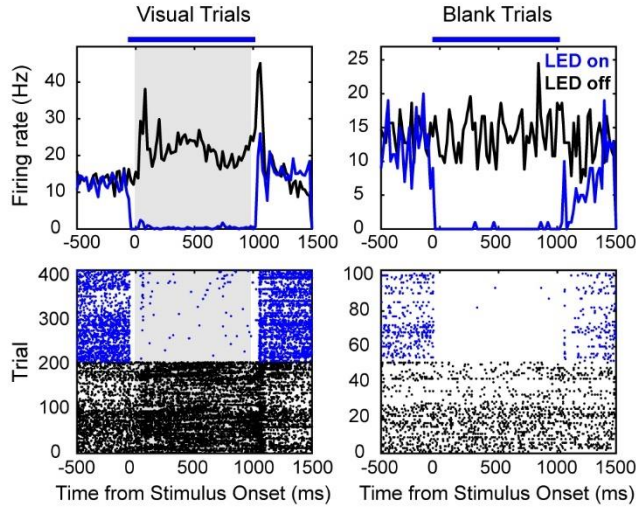 Visual Trials
Blank Trials
LED on
LED off
Firing rate (Hz)
40
30
20
10
0
25
20
15
10
5
0
-500 0 500 1000 1500
-500 0 500 1000 1500
Trial
400
300
200
100
0
100
80
60
40
20
0
-500 0 500 1000 1500
-500 0 500 1000 1500
Time from Stimulus Onset (ms)
Time from Stimulus Onset (ms)